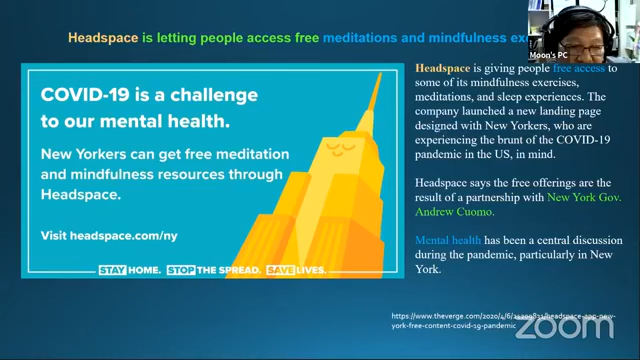 Headspace is letting people access free meditations and mindfulness
Moon's PC
COVID-19 is a challenge
to our mental health.
New Yorkers can get free meditation
and mindfulness resources through
Headspace.
Visit headspace.com/ny
STAY HOME. STOP THE SPREAD. SAVE LIVES.
Headspace is giving people free access to
some of its mindfulness exercises,
meditations, and sleep experiences. The
company launched a new landing page
designed with New Yorkers, who are
experiencing the brunt of the COVID-19
pandemic in the US, in mind.
Headspace says the free offerings are the
result of a partnership with New York Gov.
Andrew Cuomo.
Mental health has been a central discussion
during the pandemic, particularly in New
York.
york-free-content-covid-19-pandemic
zoom